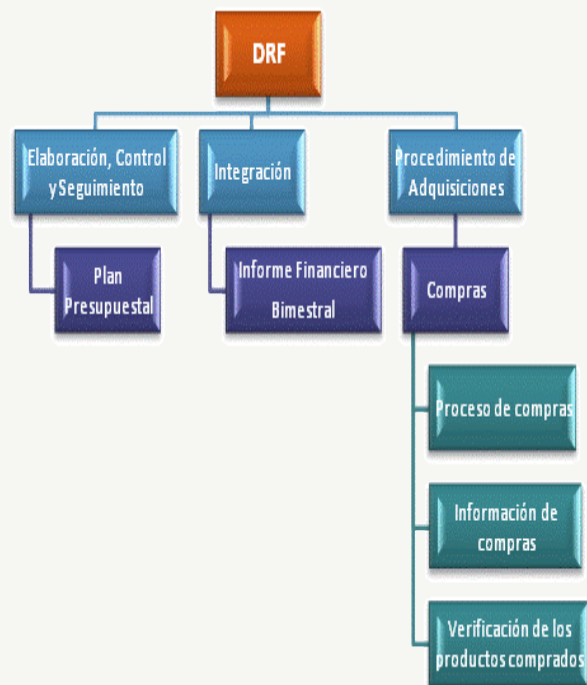 DRF
Elaboración, Control
y Seguimiento
Integración
Procedimiento de
Adquisiciones
Plan
Presupuestal
Informe Financiero
Bimestral
Compras
Proceso de compras
Información de
compras
Verificación de los
productos comprados